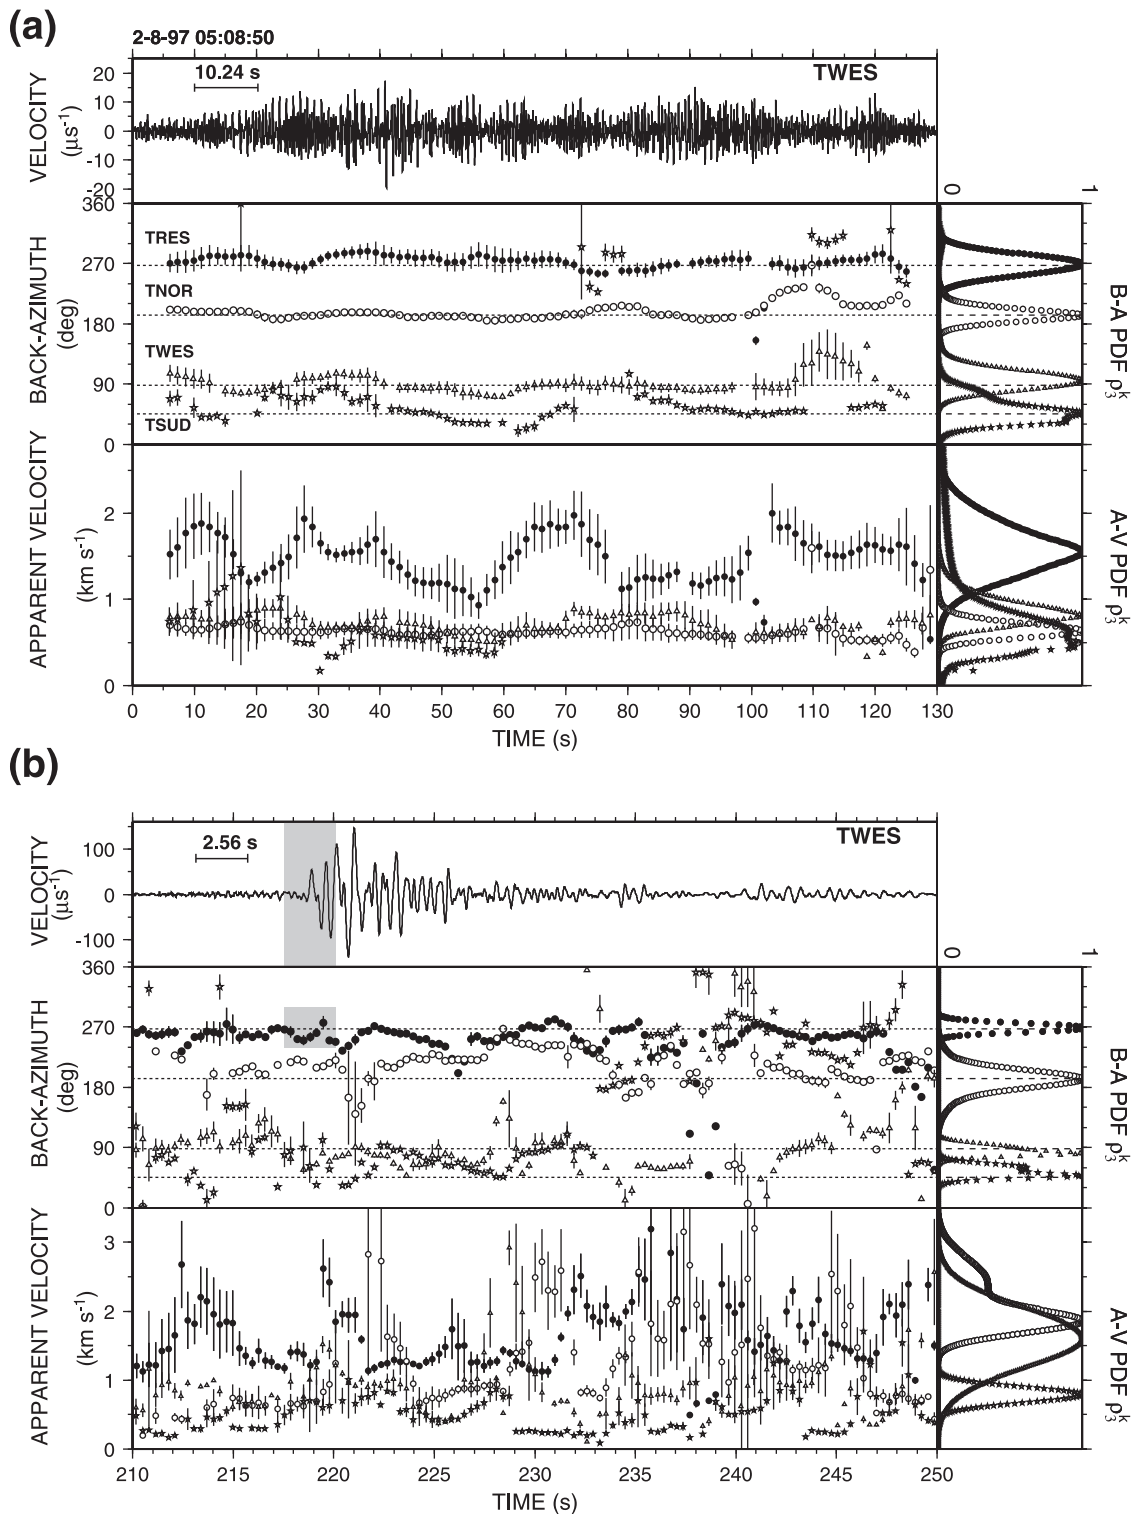 (a)
2-8-97 05:08:50
10.24 s
TWES
VELOCITY
(μs⁻¹)
20
10
0
-10
-20
0
1
360
270
180
90
0
BACK-AZIMUTH
(deg)
TRES
TNOR
TWES
TSUD
B-A PDF ρ₃ᵏ
2
1
0
APPARENT VELOCITY
(km s⁻¹)
A-V PDF ρ₃ᵏ
0 10 20 30 40 50 60 70 80 90 100 110 120 130
TIME (s)
(b)
2.56 s
TWES
VELOCITY
(μs⁻¹)
100
0
-100
0
1
360
270
180
90
0
BACK-AZIMUTH
(deg)
B-A PDF ρ₃ᵏ
3
2
1
0
APPARENT VELOCITY
(km s⁻¹)
A-V PDF ρ₃ᵏ
210 215 220 225 230 235 240 245 250
TIME (s)